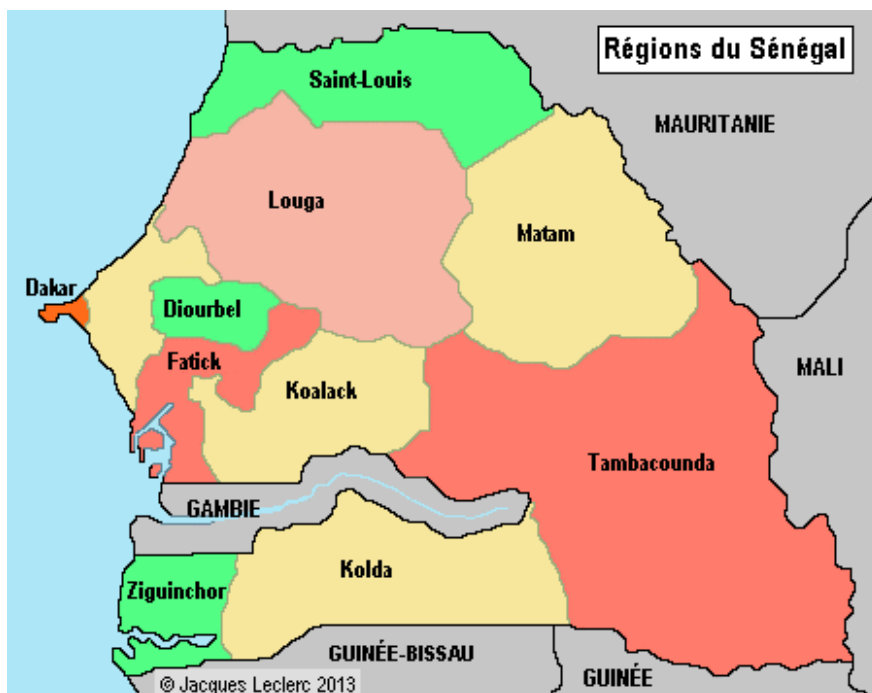 Régions du Sénégal
Saint-Louis
MAURITANIE
Louga
Matam
Dakar
Diourbel
Fatick
MALI
Koalack
Tambacounda
GAMBIE
Kolda
Ziguinchor
GUINÉE-BISSAU
GUINÉE
© Jacques Leclerc 2013